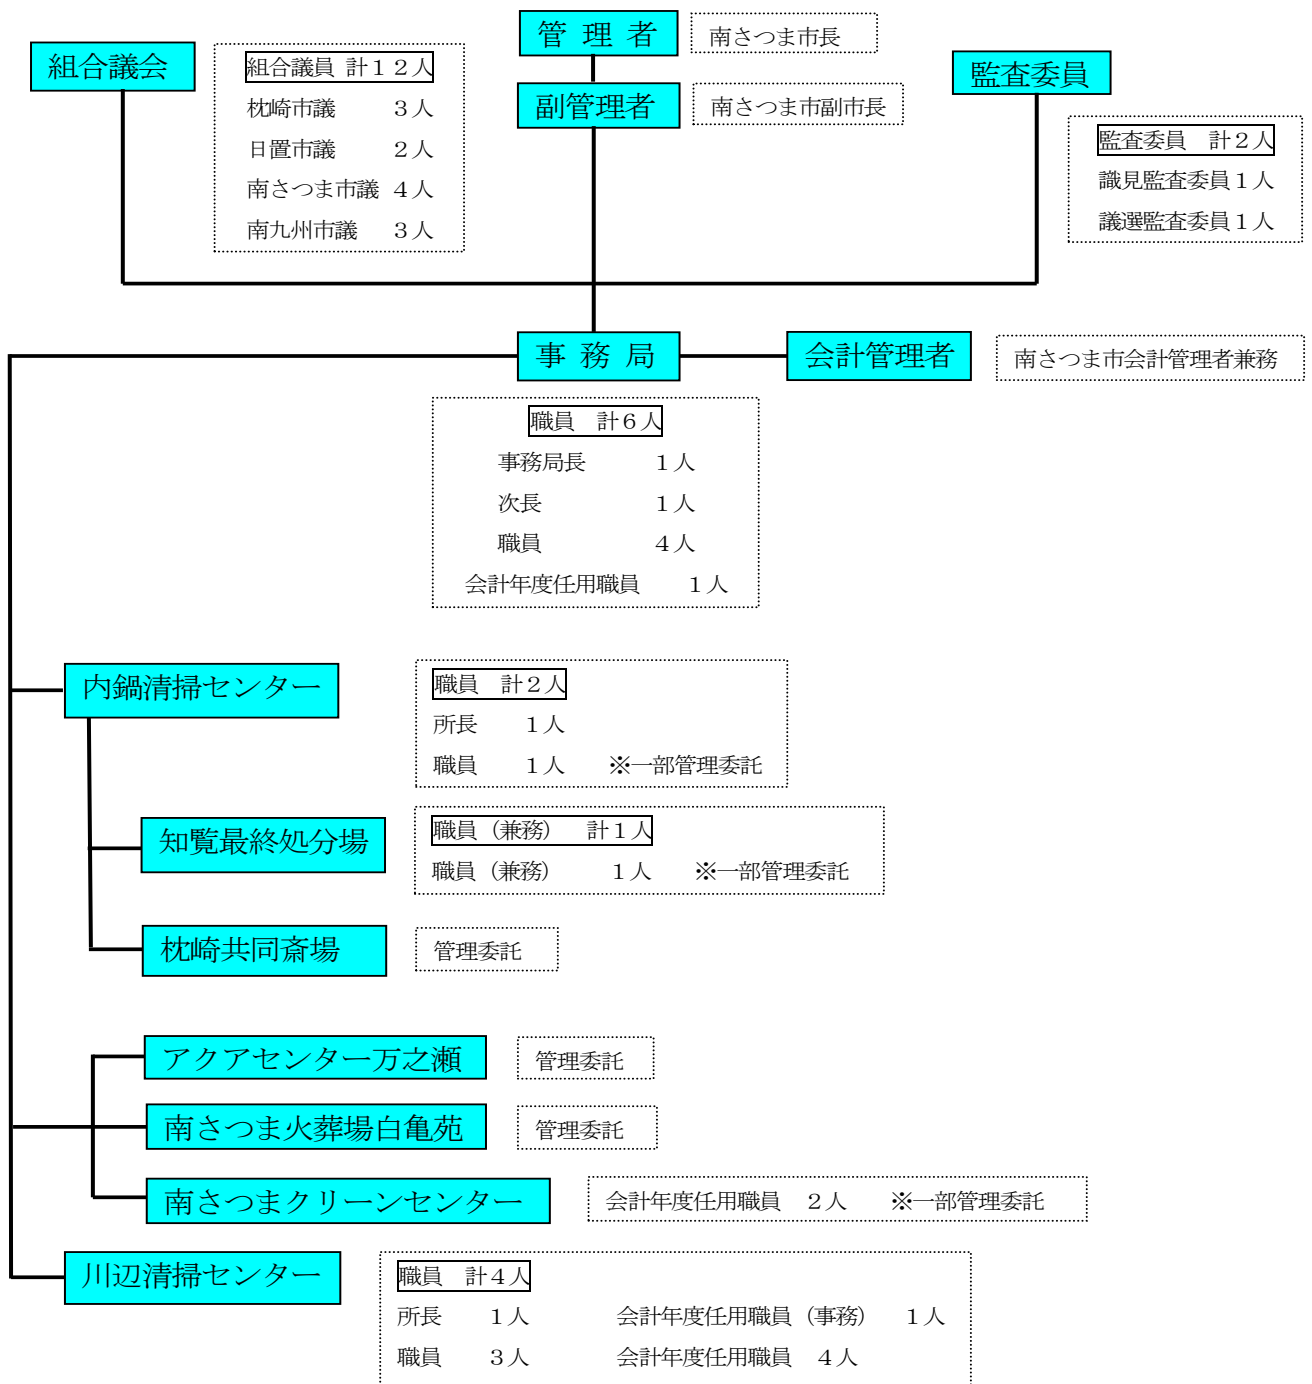 管 理 者
南さつま市長
組合議会
組合議員 計１２人
枕崎市議 ３人
日置市議 ２人
南さつま市議 ４人
南九州市議 ３人
副管理者
南さつま市副市長
監査委員
監査委員 計２人
識見監査委員１人
議選監査委員１人
事 務 局
会計管理者
南さつま市会計管理者兼務
職員 計６人
事務局長 １人
次長 １人
職員 ４人
会計年度任用職員 １人
内鍋清掃センター
職員 計２人
所長 １人
職員 １人 ※一部管理委託
知覧最終処分場
職員（兼務） 計１人
職員（兼務） １人 ※一部管理委託
枕崎共同斎場
管理委託
アクアセンター万之瀬
管理委託
南さつま火葬場白亀苑
管理委託
南さつまクリーンセンター
会計年度任用職員 ２人 ※一部管理委託
川辺清掃センター
職員 計４人
所長 １人 会計年度任用職員（事務） １人
職員 ３人 会計年度任用職員 ４人